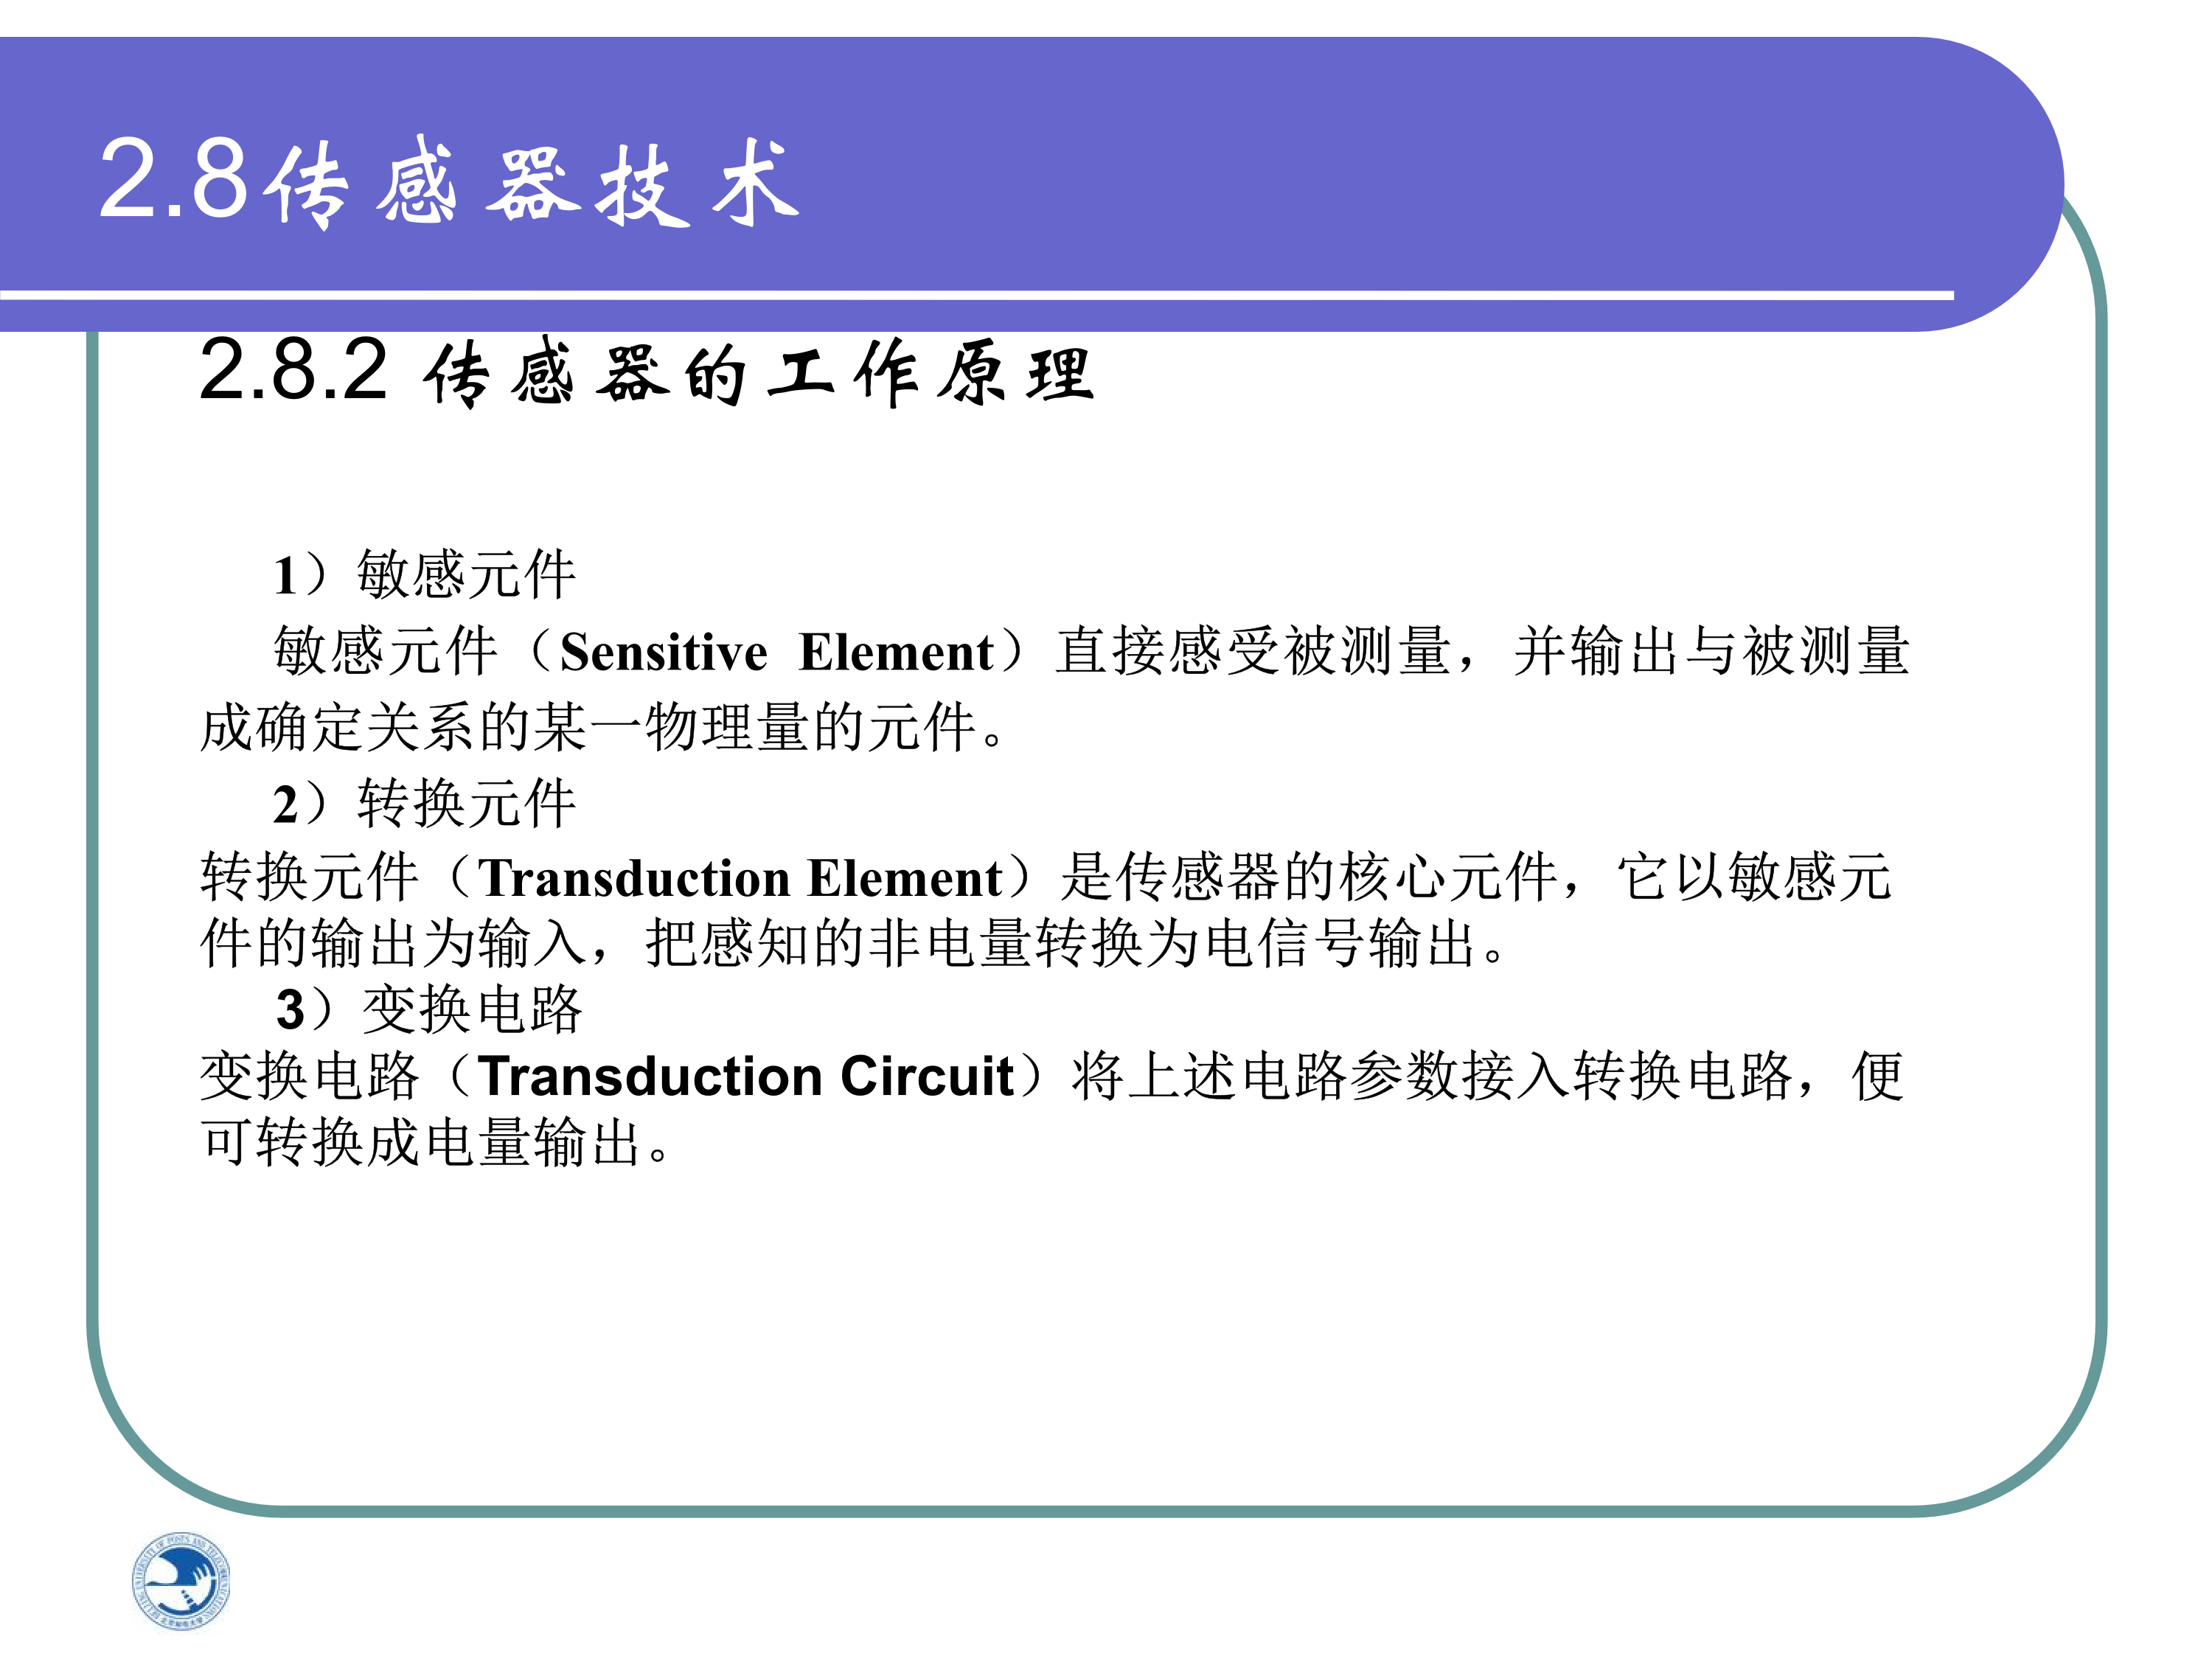 2.8传感器技术
2.8.2 传感器的工作原理
1）敏感元件
敏感元件（Sensitive Element）直接感受被测量，并输出与被测量
成确定关系的某一物理量的元件。
2）转换元件
转换元件（Transduction Element）是传感器的核心元件，它以敏感元
件的输出为输入，把感知的非电量转换为电信号输出。
3）变换电路
变换电路（Transduction Circuit）将上述电路参数接入转换电路，便
可转换成电量输出。